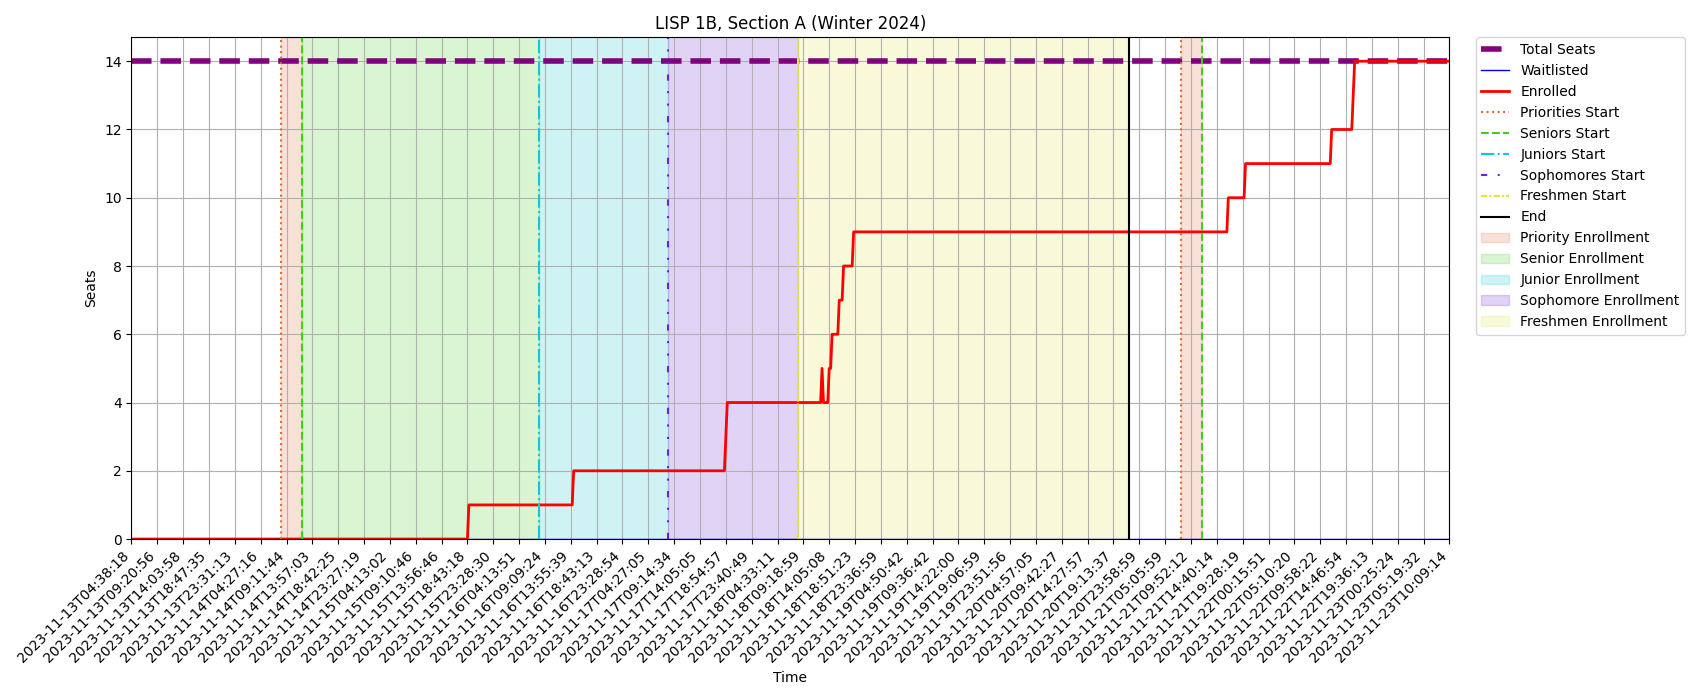 LISP 1B, Section A (Winter 2024)
Total Seats
Waitlisted
Enrolled
Priorities Start
Seniors Start
Juniors Start
Sophomores Start
Freshmen Start
End
Priority Enrollment
Senior Enrollment
Junior Enrollment
Sophomore Enrollment
Freshmen Enrollment
Seats
14
12
10
8
6
4
2
0
2023-11-13T04:38:18
2023-11-13T09:20:56
2023-11-13T14:03:58
2023-11-13T18:47:35
2023-11-13T23:31:13
2023-11-14T04:27:16
2023-11-14T09:11:44
2023-11-14T13:57:03
2023-11-14T18:42:25
2023-11-14T23:27:19
2023-11-15T04:13:02
2023-11-15T09:10:46
2023-11-15T13:56:46
2023-11-15T18:43:18
2023-11-15T23:28:30
2023-11-16T04:13:51
2023-11-16T09:09:24
2023-11-16T13:55:39
2023-11-16T18:43:13
2023-11-16T23:28:54
2023-11-17T04:27:05
2023-11-17T09:14:34
2023-11-17T14:05:05
2023-11-17T18:54:57
2023-11-17T23:40:49
2023-11-18T04:33:11
2023-11-18T09:18:59
2023-11-18T14:05:08
2023-11-18T18:51:23
2023-11-18T23:36:59
2023-11-19T04:50:42
2023-11-19T09:36:42
2023-11-19T14:22:00
2023-11-19T19:06:59
2023-11-19T23:51:56
2023-11-20T04:57:05
2023-11-20T09:42:27
2023-11-20T14:27:57
2023-11-20T19:13:37
2023-11-20T23:58:59
2023-11-21T05:05:59
2023-11-21T09:52:12
2023-11-21T14:40:14
2023-11-21T19:28:19
2023-11-22T00:15:51
2023-11-22T05:10:20
2023-11-22T09:58:22
2023-11-22T14:46:54
2023-11-22T19:36:13
2023-11-23T00:25:24
2023-11-23T05:19:32
2023-11-23T10:09:14
Time